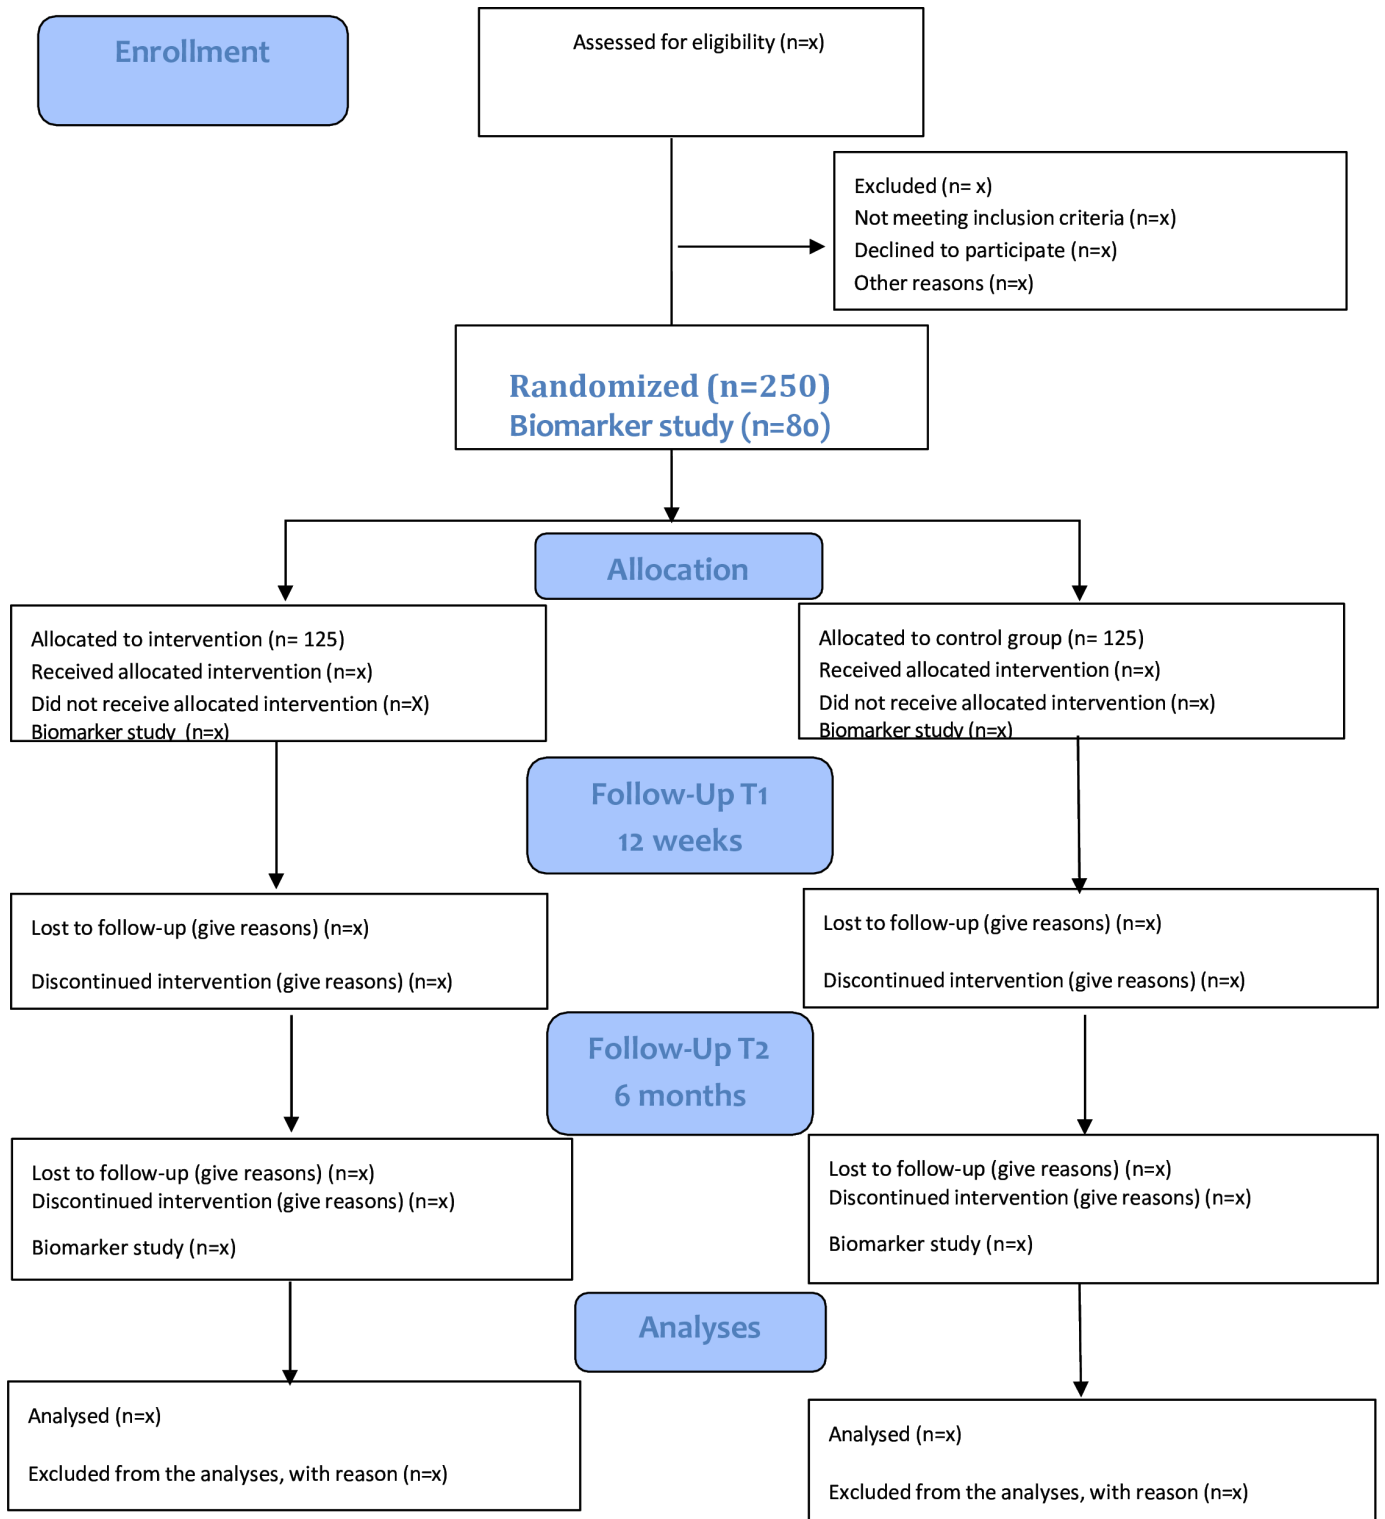 Enrollment
Assessed for eligibility (n=x)
Excluded (n= x)
Not meeting inclusion criteria (n=x)
Declined to participate (n=x)
Other reasons (n=x)
Randomized (n=250)
Biomarker study (n=80)
Allocation
Allocated to intervention (n= 125)
Received allocated intervention (n=x)
Did not receive allocated intervention (n=X)
Biomarker study (n=x)
Allocated to control group (n= 125)
Received allocated intervention (n=x)
Did not receive allocated intervention (n=x)
Biomarker study (n=x)
Follow-Up T1
12 weeks
Lost to follow-up (give reasons) (n=x)
Discontinued intervention (give reasons) (n=x)
Lost to follow-up (give reasons) (n=x)
Discontinued intervention (give reasons) (n=x)
Follow-Up T2
6 months
Lost to follow-up (give reasons) (n=x)
Discontinued intervention (give reasons) (n=x)
Biomarker study (n=x)
Lost to follow-up (give reasons) (n=x)
Discontinued intervention (give reasons) (n=x)
Biomarker study (n=x)
Analyses
Analysed (n=x)
Excluded from the analyses, with reason (n=x)
Analysed (n=x)
Excluded from the analyses, with reason (n=x)